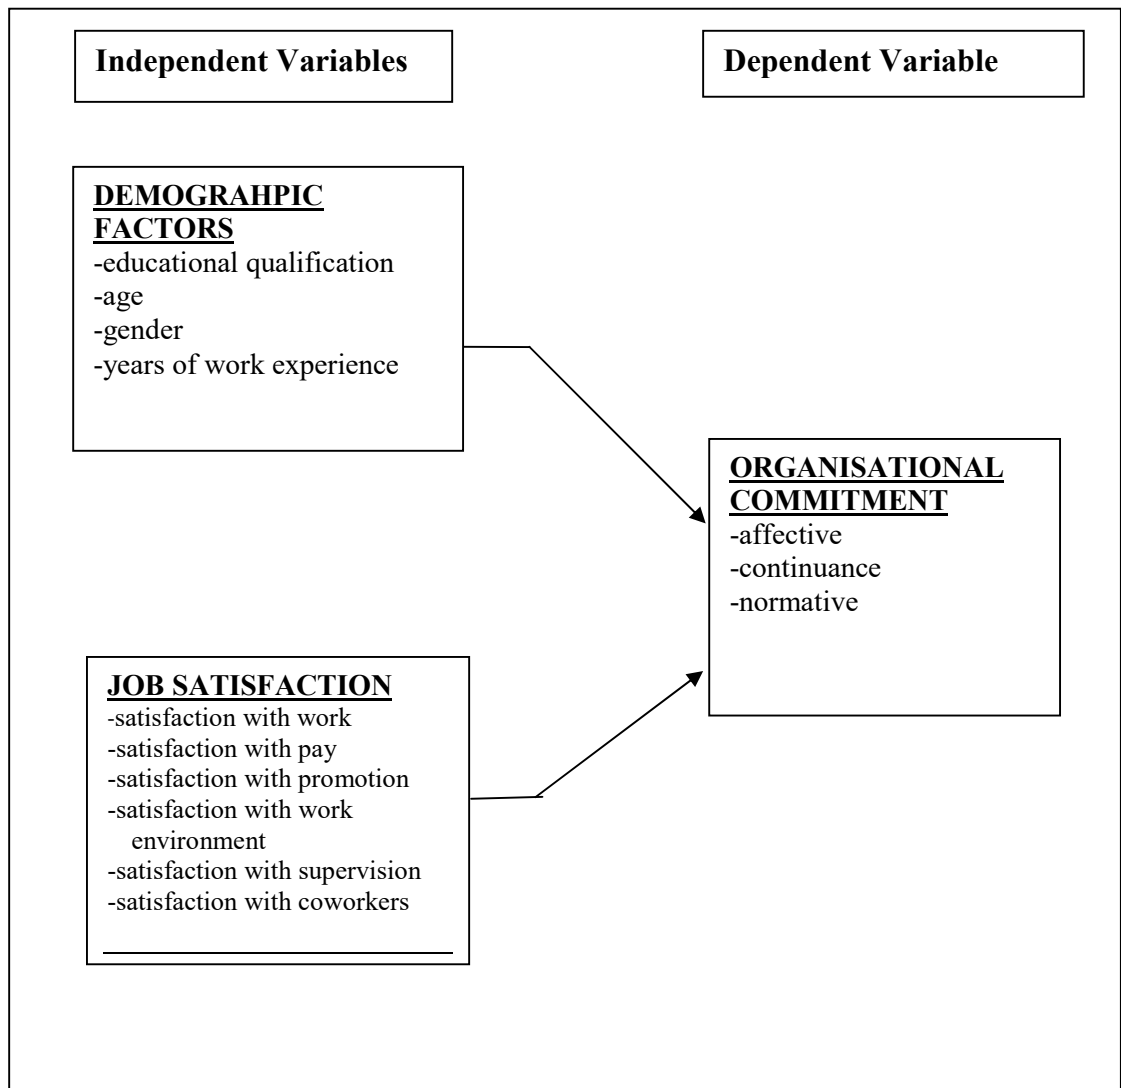 Independent Variables
Dependent Variable
DEMOGRAHPIC
FACTORS
-educational qualification
-age
-gender
-years of work experience
ORGANISATIONAL
COMMITMENT
-affective
-continuance
-normative
JOB SATISFACTION
-satisfaction with work
-satisfaction with pay
-satisfaction with promotion
-satisfaction with work
environment
-satisfaction with supervision
-satisfaction with coworkers